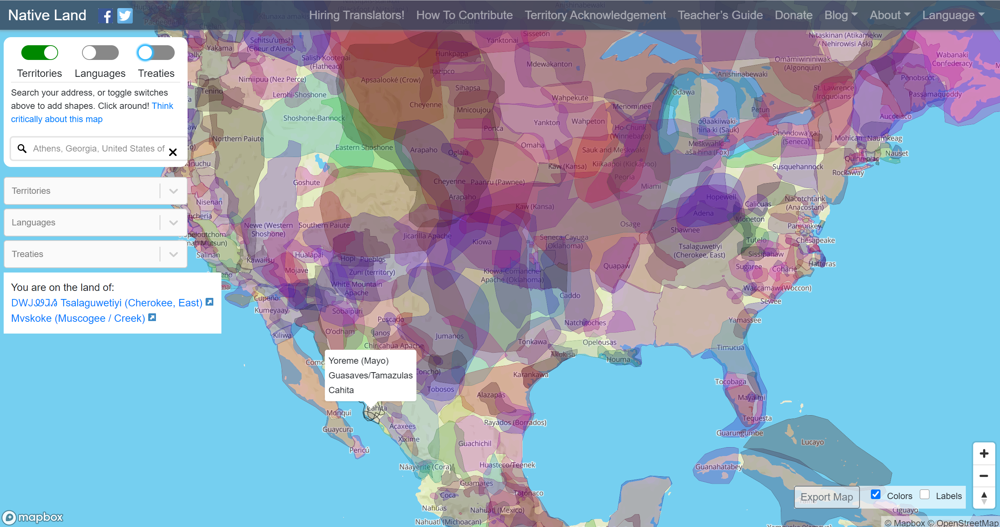 Native Land
Hiring Translators!
How To Contribute
Territory Acknowledgement
Teacher's Guide
Donate
Blog
About
Language
Territories
Languages
Treaties
Search your address, or toggle switches
above to add shapes. Click around! Think
critically about this map
Athens, Georgia, United States of
Territories
Languages
Treaties
You are on the land of:
ᎠᏣᎫᏪᏘᏱ Tsalaguwetiyi (Cherokee, East)
Mvskoke (Muscogee / Creek)
Hupacasath
Chelan
Anishinabewaki
Assiniboine
Schitsu'umsh
(Coeur d'Alene)
Yakama
Salish Kootenai
(Flathead)
Nimiipuu (Nez Perce)
Tenino
Lemhi-Shoshone
Shoshone-Bannock
Northern Paiute
Eastern Shoshone
Apsaalooké (Crow)
Cheyenne
Hunkpapa
Itazipco
Sihapsa
Mnicoujou
Yanktonai
Sisseton
Mdewakanton
Wahpekute
Yankton
Wahpeton
Menominee
Ho-Chunk
(Winnebago)
Ponca
Omaha
Sauk and Meskwaki
Arapaho
Oglala
Kaw (Kansa)
Kiikaapoi (Kickapoo)
Peoria
Miami
Cheyenne
Paariru (Pawnee)
Arapaho
Kaw (Kansa)
Osage
Goshute
Nisenan
Newe (Western
Shoshone)
Southern Paiute
Jicarilla Apache
Kiowa
Seneca-Cayuga
(Oklahoma)
Salinan
Kawaiisu
Hualapai
Hopi
Pueblos
Mojave
Zuni (territory)
White Mountain
Apache
Kiowa-Comanche-
Apache (Oklahoma)
Quapaw
Caddo
Cupeño
Kumeyaay
Sobaipuri
Pescado
Kiliwa
O'odham
Janos
Jumanos
Chiricahua Apache
Natchitoches
Tonkawa
Opelousas
Akokisa
Houma
Karankawa
Yoreme (Mayo)
Guasaves/Tamazulas
Cahita
Concho)
Tobosos
Alazapas
Cahita
Monqui
Guaycura
Pericú
Acaxees
Xixime
Rayados (Borrados)
Guachichil
Náayerite (Cora)
Huasteco/Teenek
Guamares
Coca
Totonaco
Nahuas
Nahuatl (Mexico)
Nahuatl (Michoacan)
Nitaskinan (Atikamekw
/ Nehirowisi Aski)
Wabanaki
Confederacy
Omàmiwininiwak
(Algonquin)
Anishinabewaki
Penobscot
Passamaquoddy
St. Lawrence
Iroquoians
Odawa
Petun
Aucocisco
oθaakiiwaki·
hina·ki (Sauk)
Onöndowa'ga:'
(Seneca)
Mohican
Naumkeag
Meškwahki·
aša·hina (Fox)
Nauset
Quinnipiac
Susquehannock
Rockaway
Hopewell
Calicuas
Nacotchtank
(Anacostan)
Adena
Moneton
Pamunkey
Shawnee
Tutelo
Chesapeake
Tsalaguwetiyi
(Cherokee, East)
Sissipahaw
Hatteras
Sugaree
Coharie
Waccamaw (Woccon)
Sewee
Yamassee
Timucua
Tocobaga
Mayaimi
Tequesta
Guarungumbe
Lucayo
Guanahatabey
Ciguayo
Export Map
Colors
Labels
mapbox
© Mapbox © OpenStreetMap